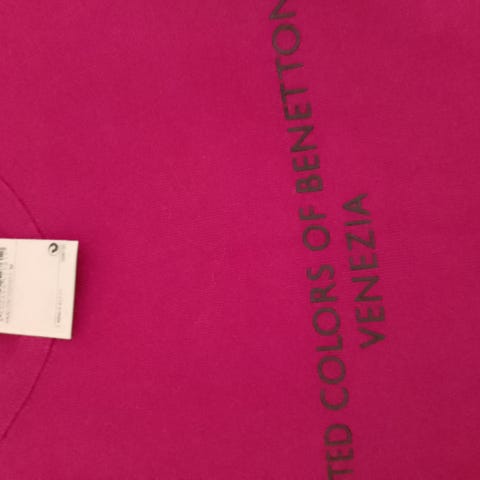 TED COLORS OF BENETTON
VENEZIA